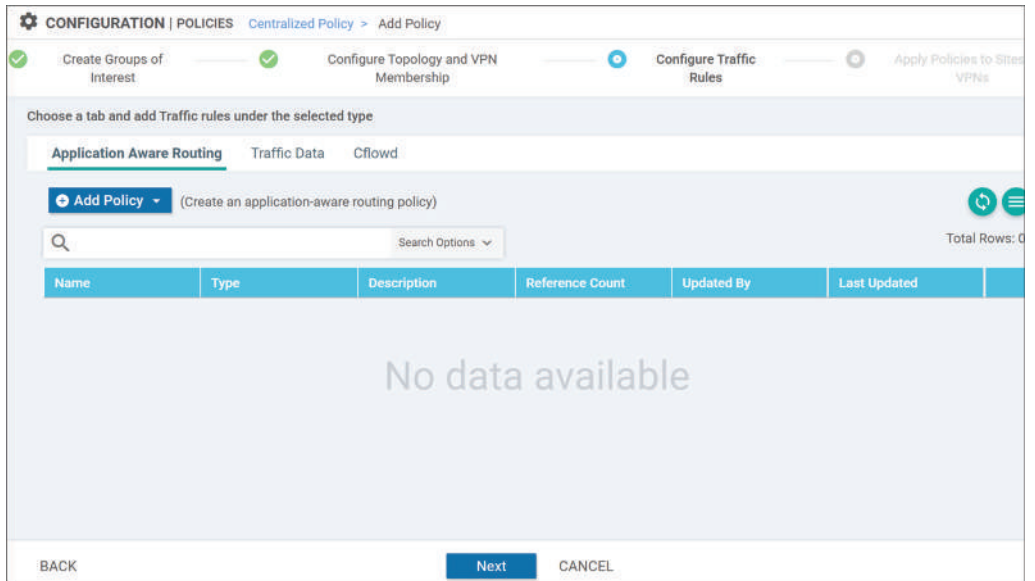 CONFIGURATION | POLICIES Centralized Policy > Add Policy
Create Groups of
Interest
Configure Topology and VPN
Membership
Configure Traffic
Rules
Apply Policies to Sites
VPNs
Choose a tab and add Traffic rules under the selected type
Application Aware Routing Traffic Data Cflowd
Add Policy (Create an application-aware routing policy)
Search Options
Total Rows: 0
Name Type Description Reference Count Updated By Last Updated
No data available
BACK Next CANCEL